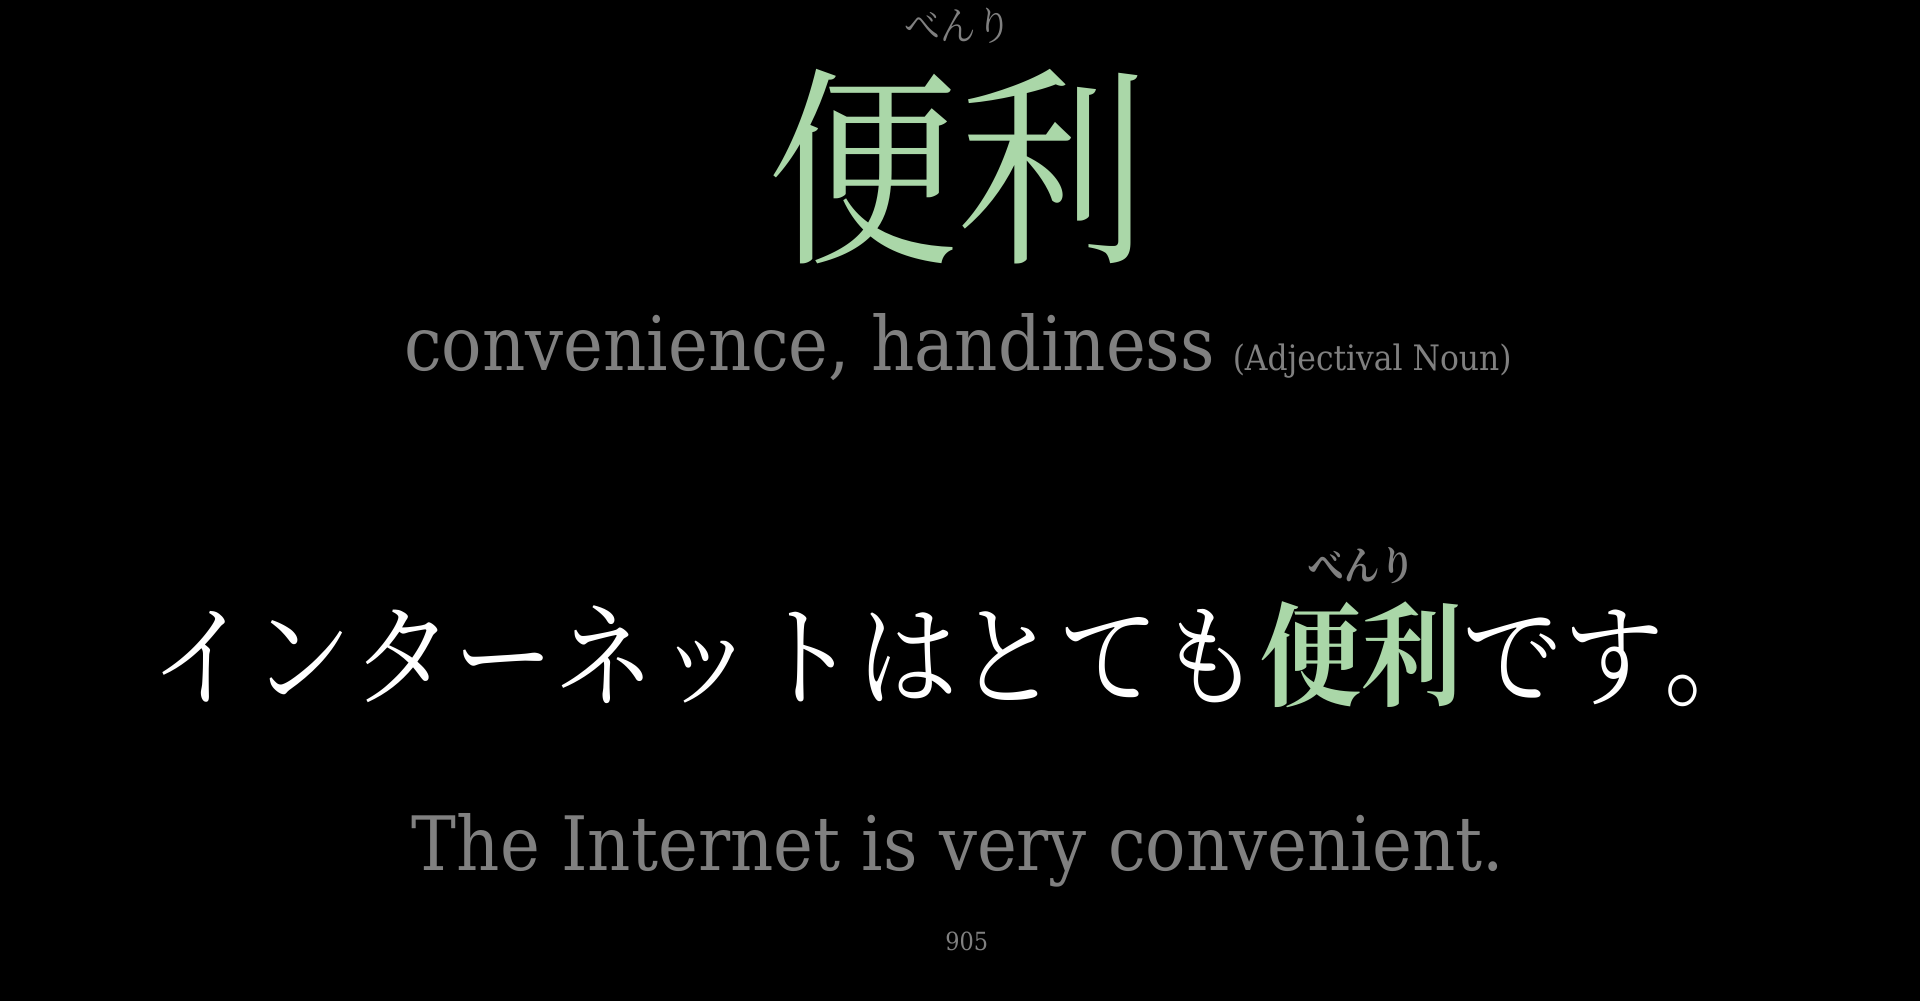 べんり
便利
convenience, handiness (Adjectival Noun)
べんり
インターネットはとても便利です。
The Internet is very convenient.
905